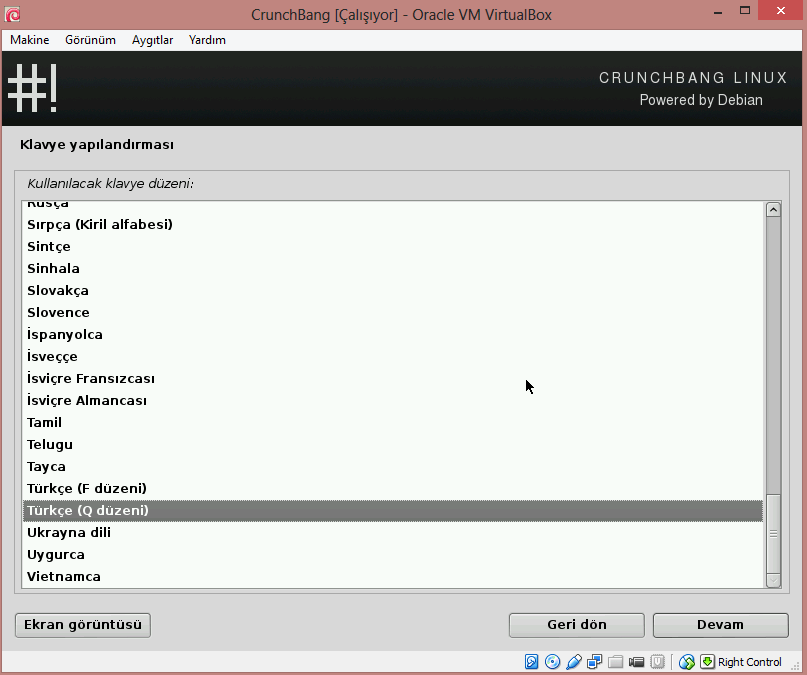 CrunchBang [Çalışıyor] - Oracle VM VirtualBox
Makine Görünüm Aygıtlar Yardım
#!
CRUNCHBANG LINUX
Powered by Debian
Klavye yapılandırması
Kullanılacak klavye düzeni:
Rusça
Sırpça (Kiril alfabesi)
Sintçe
Sinhala
Slovakça
Slovence
İspanyolca
İsveççe
İsviçre Fransızcası
İsviçre Almancası
Tamil
Telugu
Tayca
Türkçe (F düzeni)
Türkçe (Q düzeni)
Ukrayna dili
Uygurca
Vietnamca
Ekran görüntüsü Geri dön Devam
Right Control